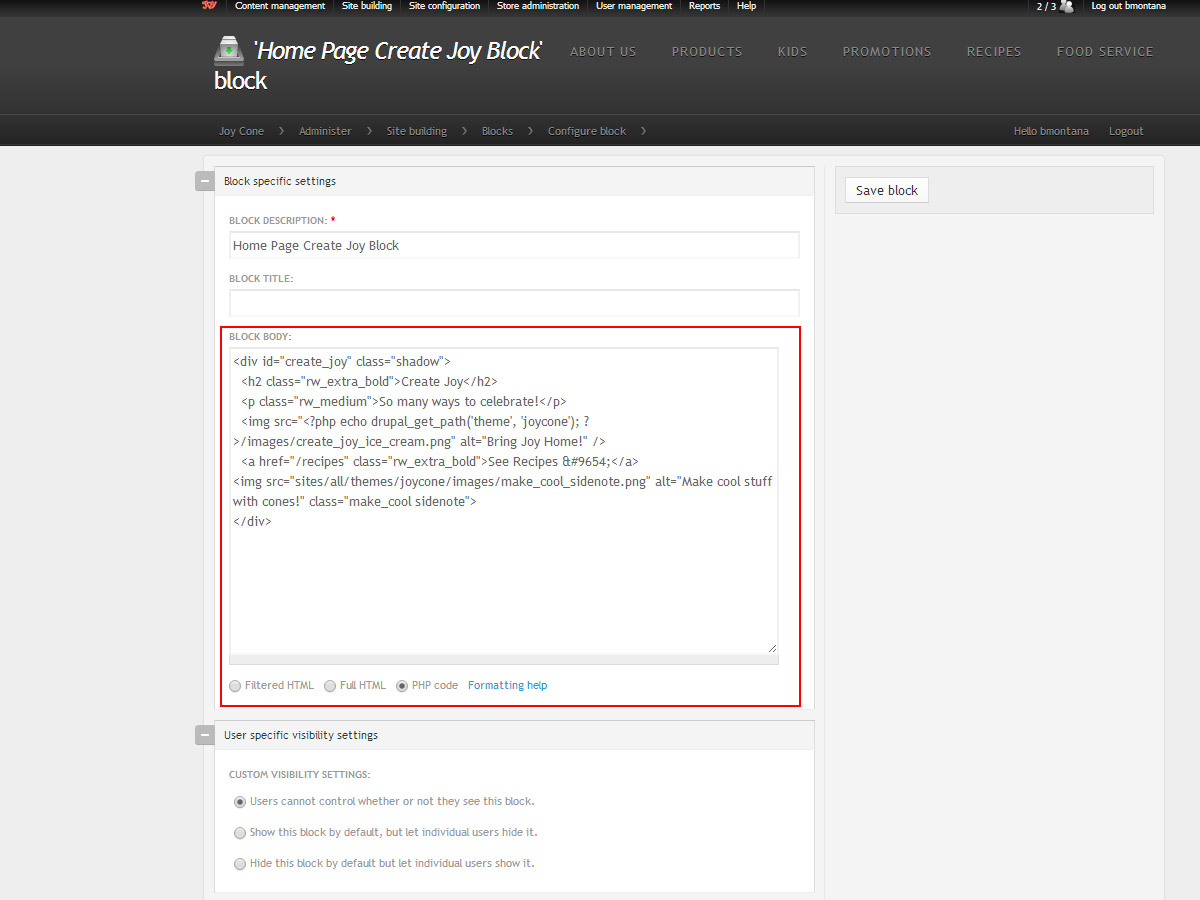 JOY Content management Site building Site configuration Store administration User management Reports Help 2 / 3 Log out bmontana
'Home Page Create Joy Block' ABOUT US PRODUCTS KIDS PROMOTIONS RECIPES FOOD SERVICE
block
Joy Cone > Administer > Site building > Blocks > Configure block > Hello bmontana Logout
Block specific settings
Save block
BLOCK DESCRIPTION: *
Home Page Create Joy Block
BLOCK TITLE:
BLOCK BODY:
<div id="create_joy" class="shadow">
<h2 class="rw_extra_bold">Create Joy</h2>
<p class="rw_medium">So many ways to celebrate!</p>
<img src="<?php echo drupal_get_path('theme', 'joycone'); ?
>/images/create_joy_ice_cream.png" alt="Bring Joy Home!" />
<a href="/recipes" class="rw_extra_bold">See Recipes &#9654;</a>
<img src="sites/all/themes/joycone/images/make_cool_sidenote.png" alt="Make cool stuff
with cones!" class="make_cool sidenote">
</div>
Filtered HTML Full HTML PHP code Formatting help
User specific visibility settings
CUSTOM VISIBILITY SETTINGS:
Users cannot control whether or not they see this block.
Show this block by default, but let individual users hide it.
Hide this block by default but let individual users show it.